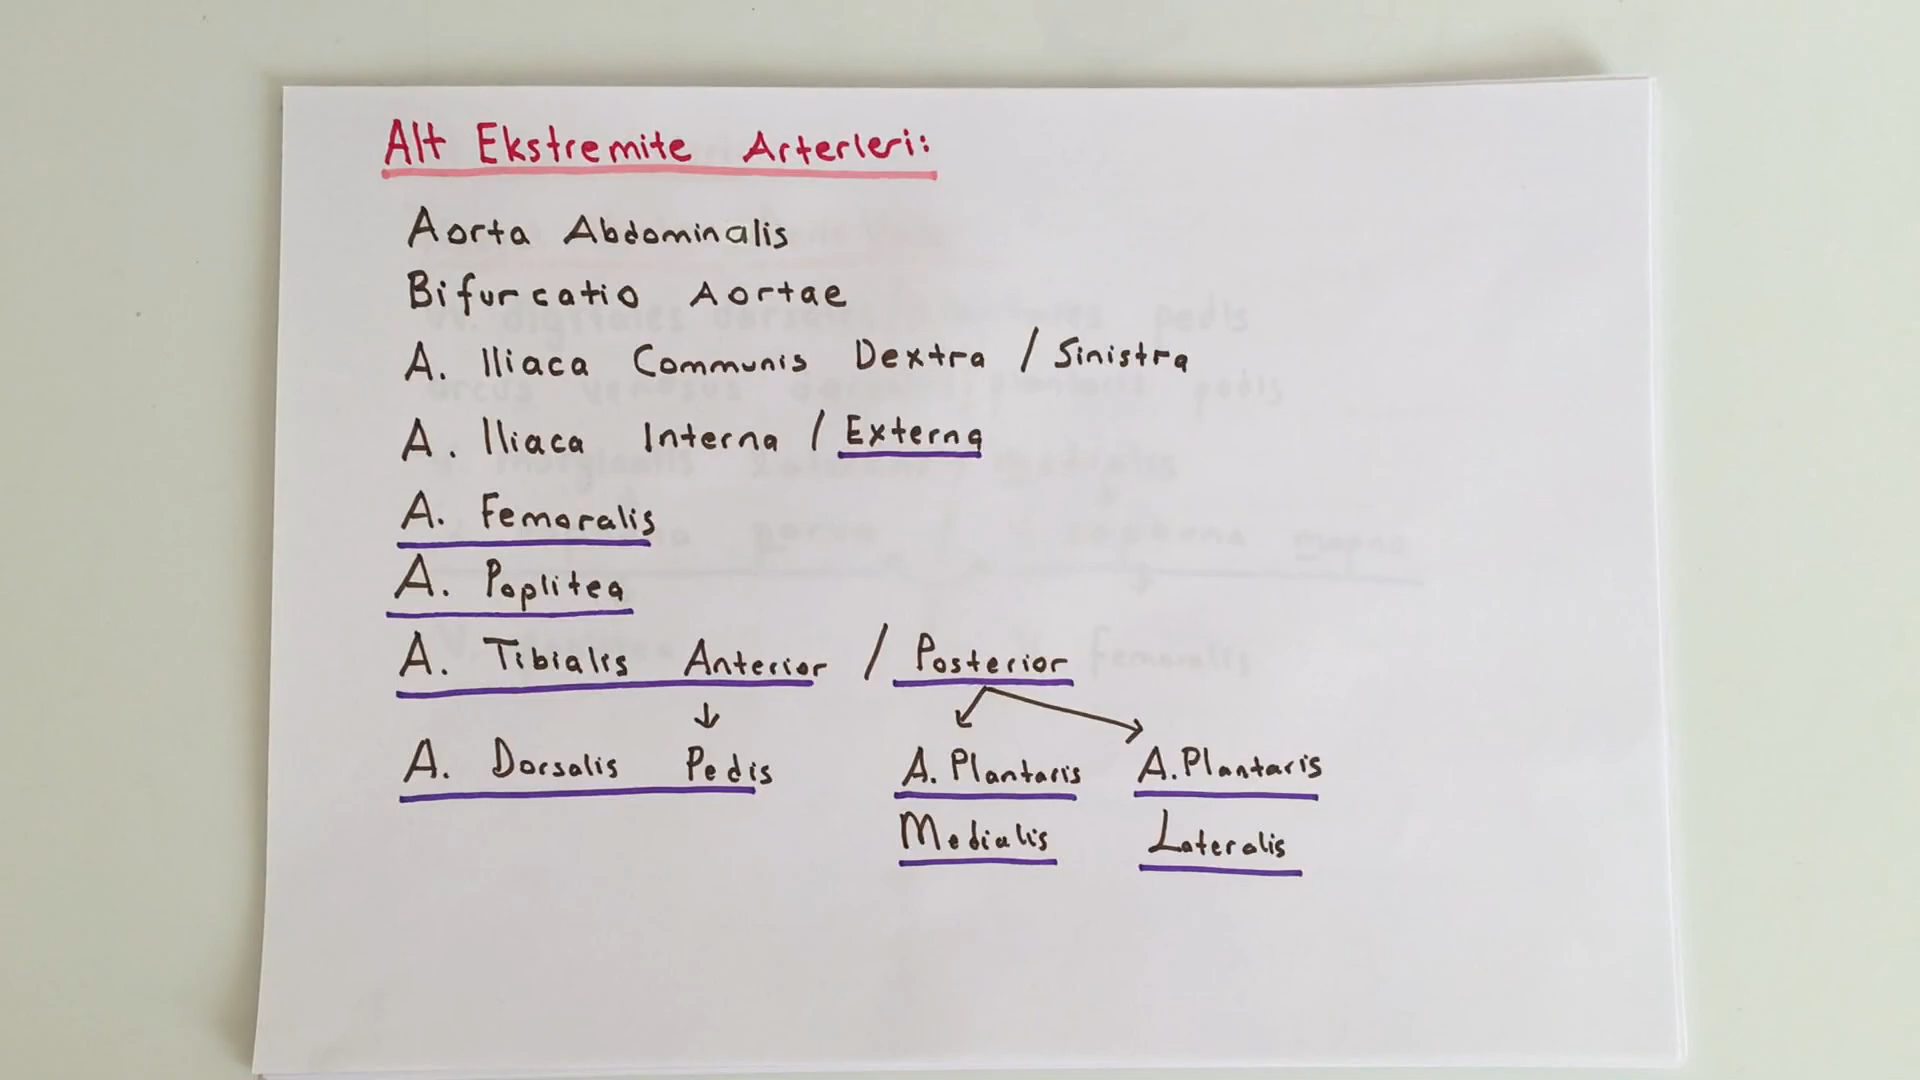 Alt Ekstremite Arterleri:
Aorta Abdominalis
Bifurcatio Aortae
A. Iliaca Communis Dextra / Sinistra
A. Iliaca Interna / Externa
A. Femoralis
A. Poplitea
A. Tibialis Anterior / Posterior
A. Dorsalis Pedis A. Plantaris A. Plantaris
Medialis Lateralis